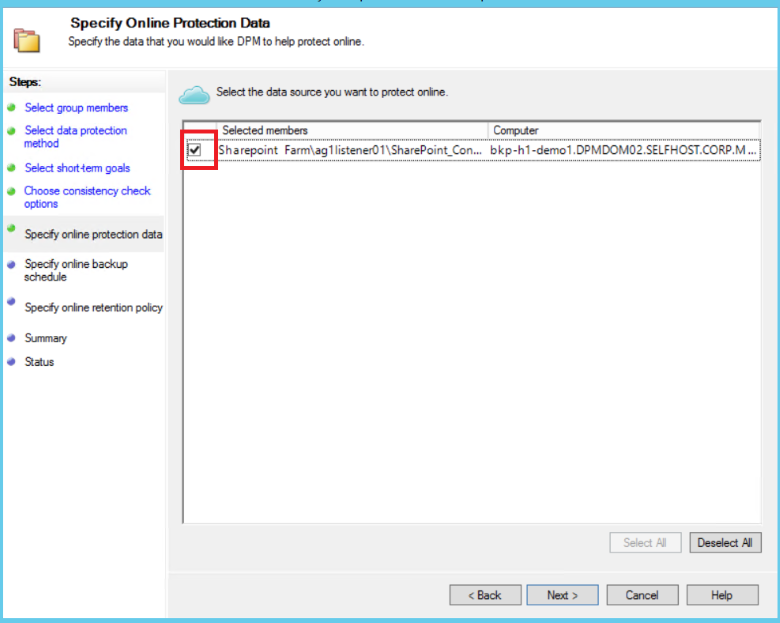 Specify Online Protection Data
Specify the data that you would like DPM to help protect online.
Steps:
Select group members
Select data protection
method
Select short-term goals
Choose consistency check
options
Specify online protection data
Specify online backup
schedule
Specify online retention policy
Summary
Status
Select the data source you want to protect online.
Selected members Computer
Sharepoint Farm\ag1listener01\SharePoint_Con... bkp-h1-demo1.DPMDOM02.SELFHOST.CORP.M...
Select All Deselect All
< Back Next > Cancel Help